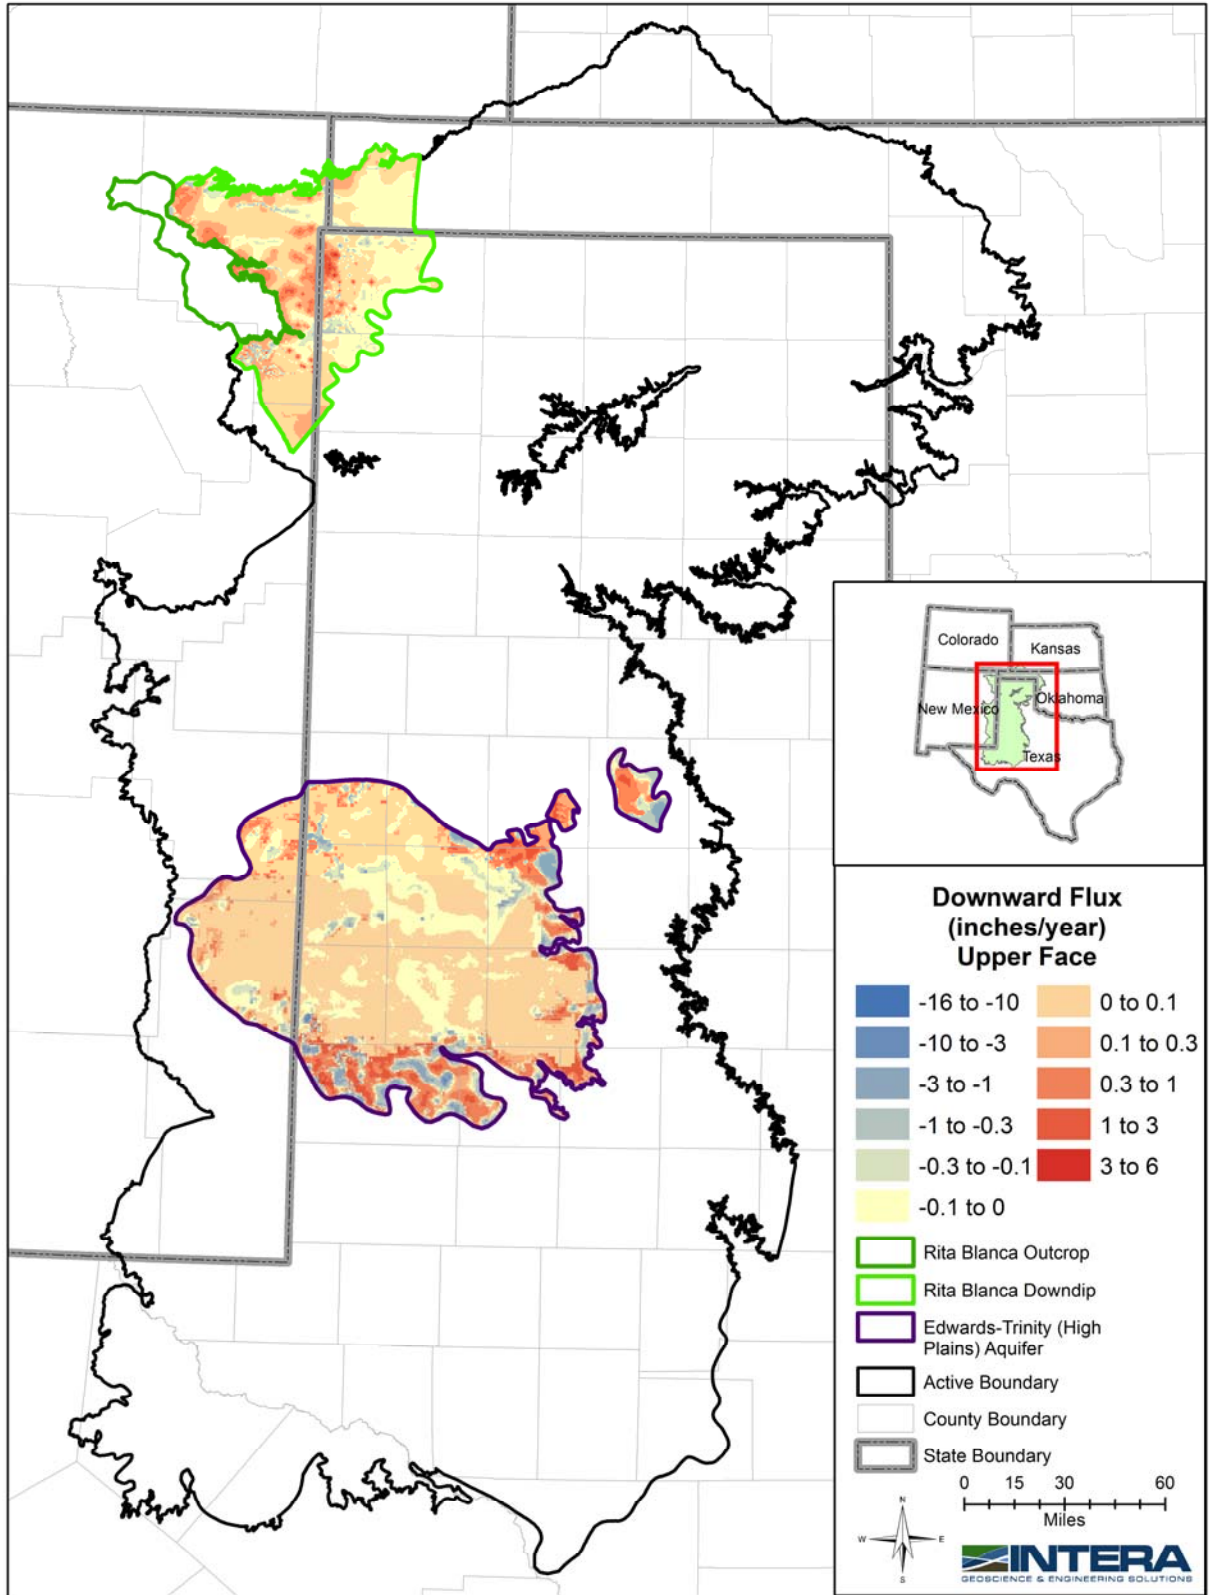 Colorado
Kansas
New Mexico
Oklahoma
Texas
Downward Flux
(inches/year)
Upper Face
-16 to -10
0 to 0.1
-10 to -3
0.1 to 0.3
-3 to -1
0.3 to 1
-1 to -0.3
1 to 3
-0.3 to -0.1
3 to 6
-0.1 to 0
Rita Blanca Outcrop
Rita Blanca Downdip
Edwards-Trinity (High
Plains) Aquifer
Active Boundary
County Boundary
State Boundary
0 15 30 60
Miles
N
W E
S
INTERA
GEOSCIENCE & ENGINEERING SOLUTIONS